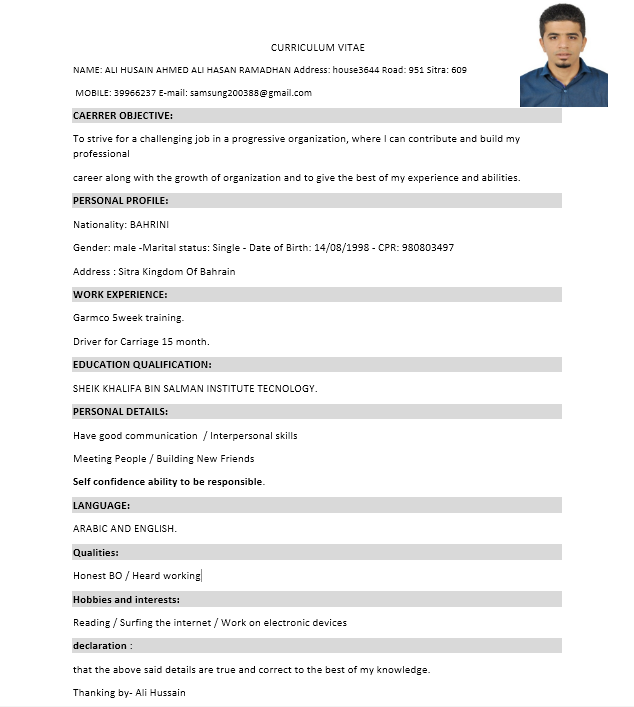 CURRICULUM VITAE
NAME: ALI HUSAIN AHMED ALI HASAN RAMADHAN Address: house3644 Road: 951 Sitra: 609
MOBILE: 39966237 E-mail: samsung200388@gmail.com
CAERRER OBJECTIVE:
To strive for a challenging job in a progressive organization, where I can contribute and build my
professional
career along with the growth of organization and to give the best of my experience and abilities.
PERSONAL PROFILE:
Nationality: BAHRINI
Gender: male -Marital status: Single - Date of Birth: 14/08/1998 - CPR: 980803497
Address : Sitra Kingdom Of Bahrain
WORK EXPERIENCE:
Garmco 5week training.
Driver for Carriage 15 month.
EDUCATION QUALIFICATION:
SHEIK KHALIFA BIN SALMAN INSTITUTE TECNOLOGY.
PERSONAL DETAILS:
Have good communication / Interpersonal skills
Meeting People / Building New Friends
Self confidence ability to be responsible.
LANGUAGE:
ARABIC AND ENGLISH.
Qualities:
Honest BO / Heard working
Hobbies and interests:
Reading / Surfing the internet / Work on electronic devices
declaration :
that the above said details are true and correct to the best of my knowledge.
Thanking by- Ali Hussain